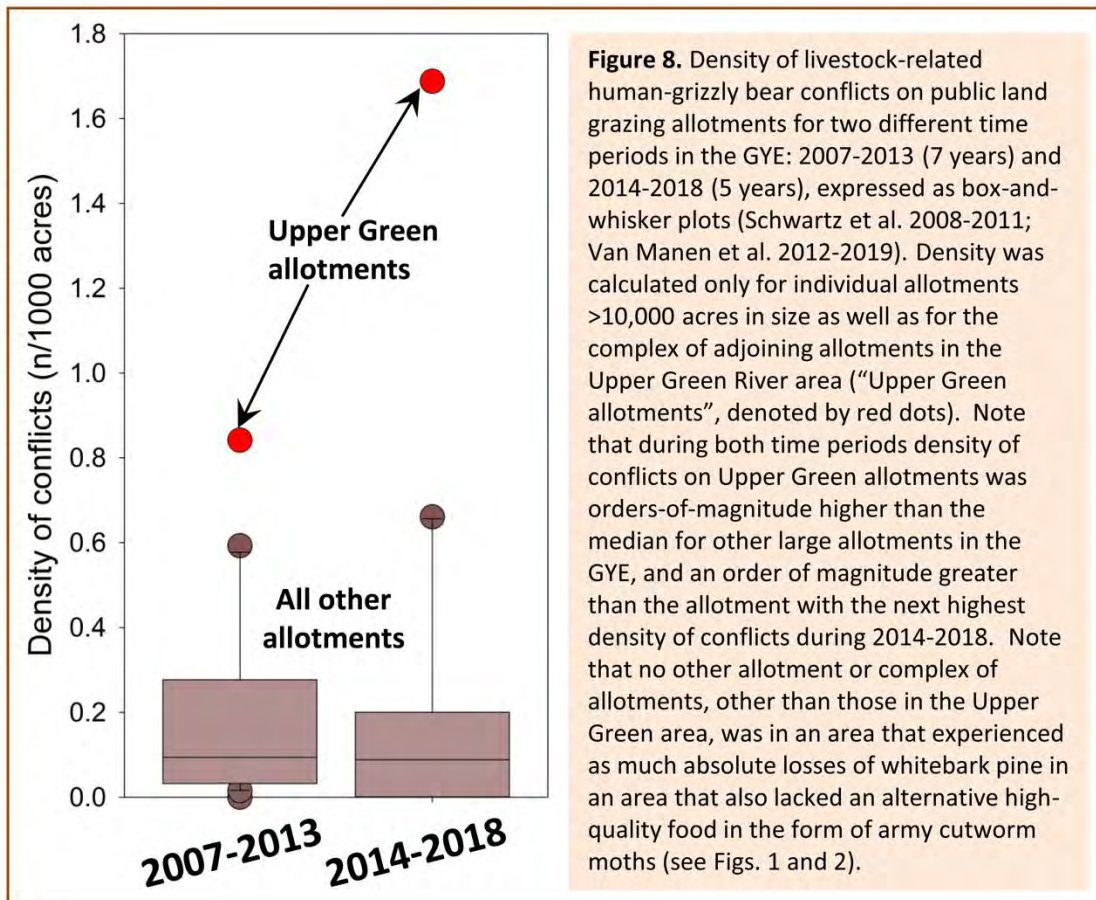 1.8
1.6
1.4
1.2
1.0
0.8
0.6
0.4
0.2
0.0
Density of conflicts (n/1000 acres)
Upper Green
allotments
All other
allotments
2007-2013
2014-2018
Figure 8. Density of livestock-related
human-grizzly bear conflicts on public land
grazing allotments for two different time
periods in the GYE: 2007-2013 (7 years) and
2014-2018 (5 years), expressed as box-and-
whisker plots (Schwartz et al. 2008-2011;
Van Manen et al. 2012-2019). Density was
calculated only for individual allotments
>10,000 acres in size as well as for the
complex of adjoining allotments in the
Upper Green River area (“Upper Green
allotments”, denoted by red dots). Note
that during both time periods density of
conflicts on Upper Green allotments was
orders-of-magnitude higher than the
median for other large allotments in the
GYE, and an order of magnitude greater
than the allotment with the next highest
density of conflicts during 2014-2018. Note
that no other allotment or complex of
allotments, other than those in the Upper
Green area, was in an area that experienced
as much absolute losses of whitebark pine in
an area that also lacked an alternative high-
quality food in the form of army cutworm
moths (see Figs. 1 and 2).